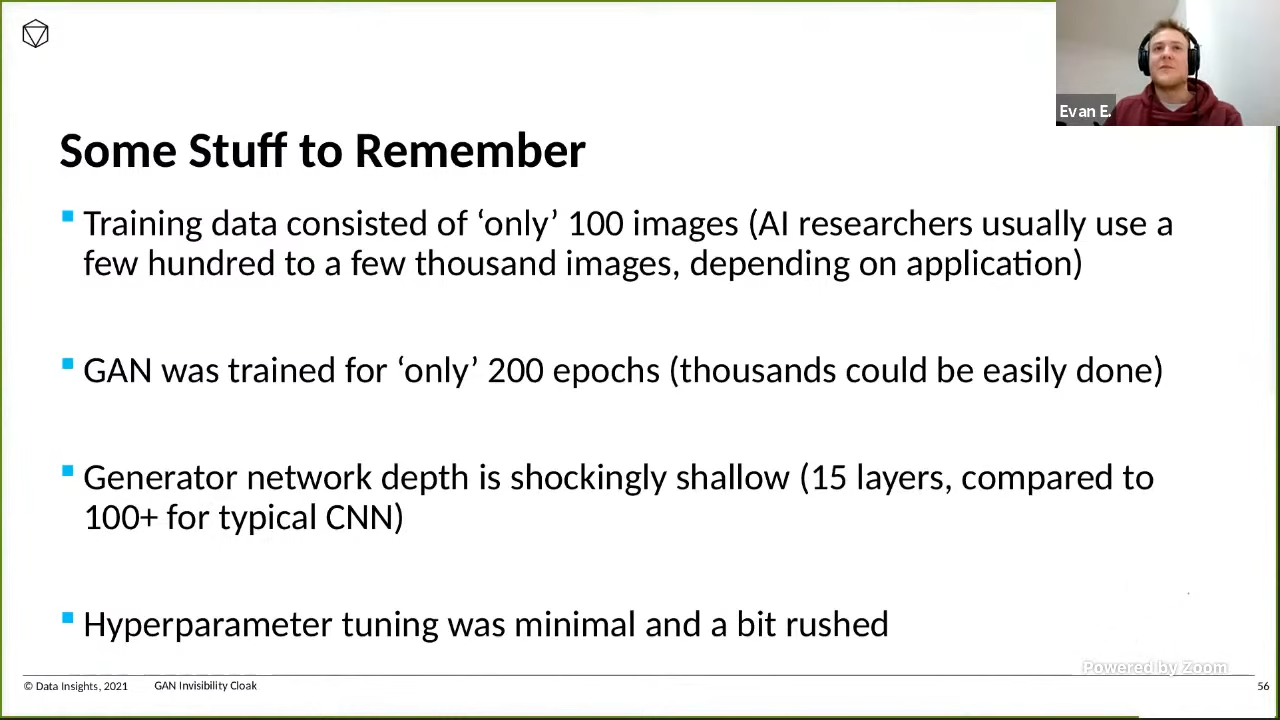 Evan E.
Some Stuff to Remember
Training data consisted of ‘only’ 100 images (AI researchers usually use a
few hundred to a few thousand images, depending on application)
GAN was trained for ‘only’ 200 epochs (thousands could be easily done)
Generator network depth is shockingly shallow (15 layers, compared to
100+ for typical CNN)
Hyperparameter tuning was minimal and a bit rushed
Powered by Zoom
© Data Insights, 2021 GAN Invisibility Cloak 56